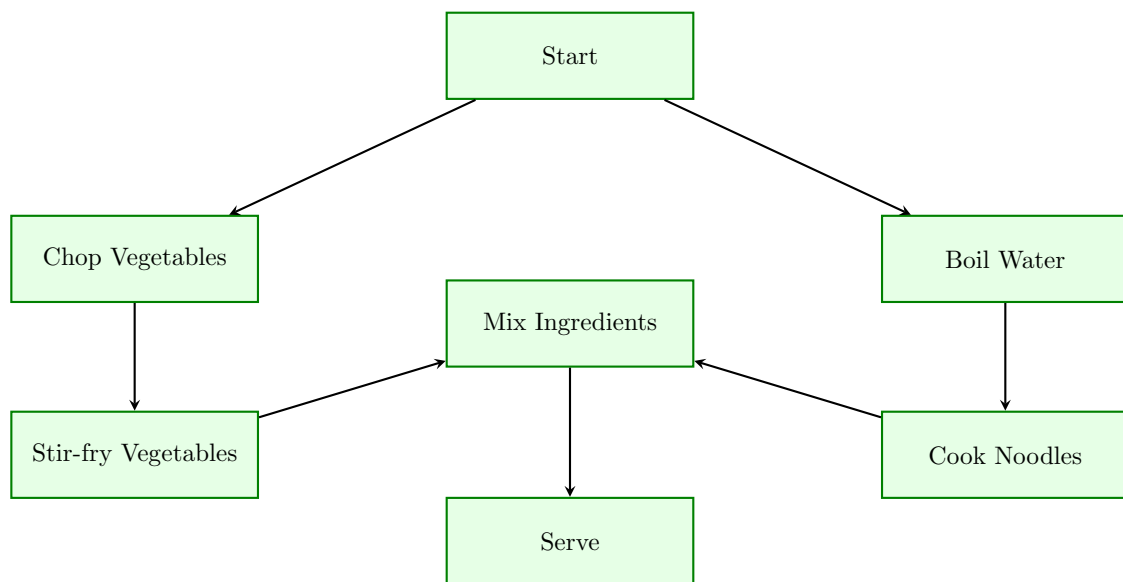 Start
Chop Vegetables
Boil Water
Mix Ingredients
Stir-fry Vegetables
Cook Noodles
Serve